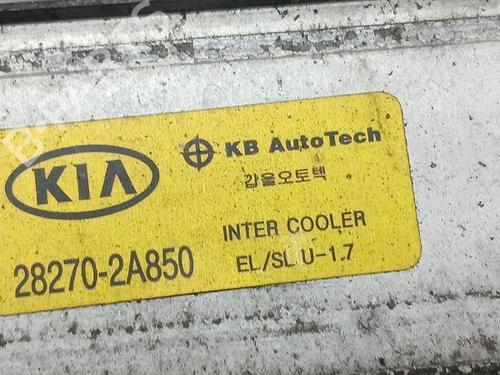 KIA
KB AutoTech
갑을오토텍
28270-2A850
INTER COOLER
EL/SL U-1.7